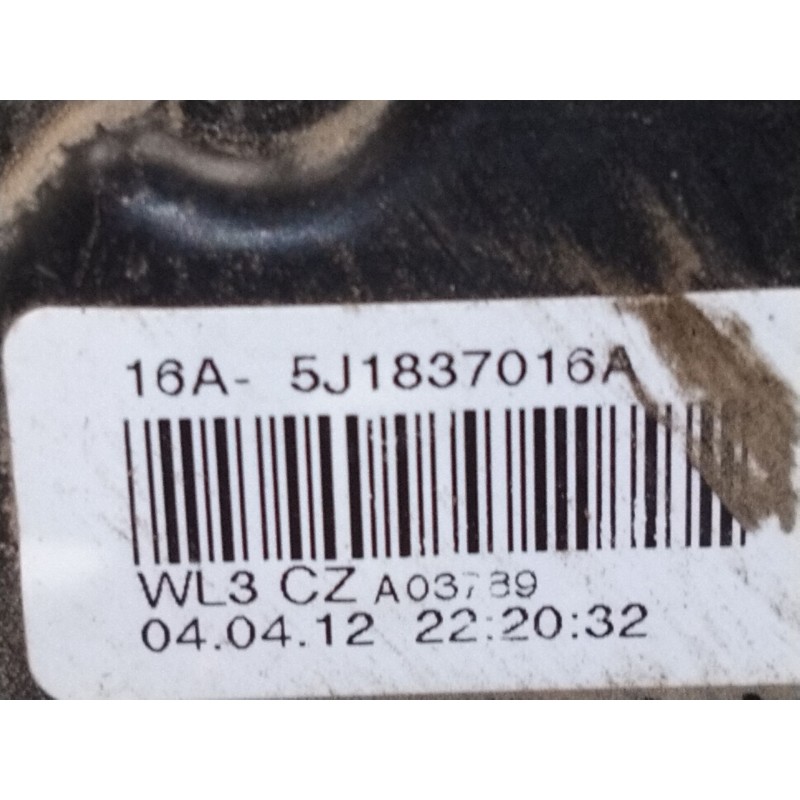 16A- 5J1837016A
WL3 CZ A03789
04.04.12 22:20:32